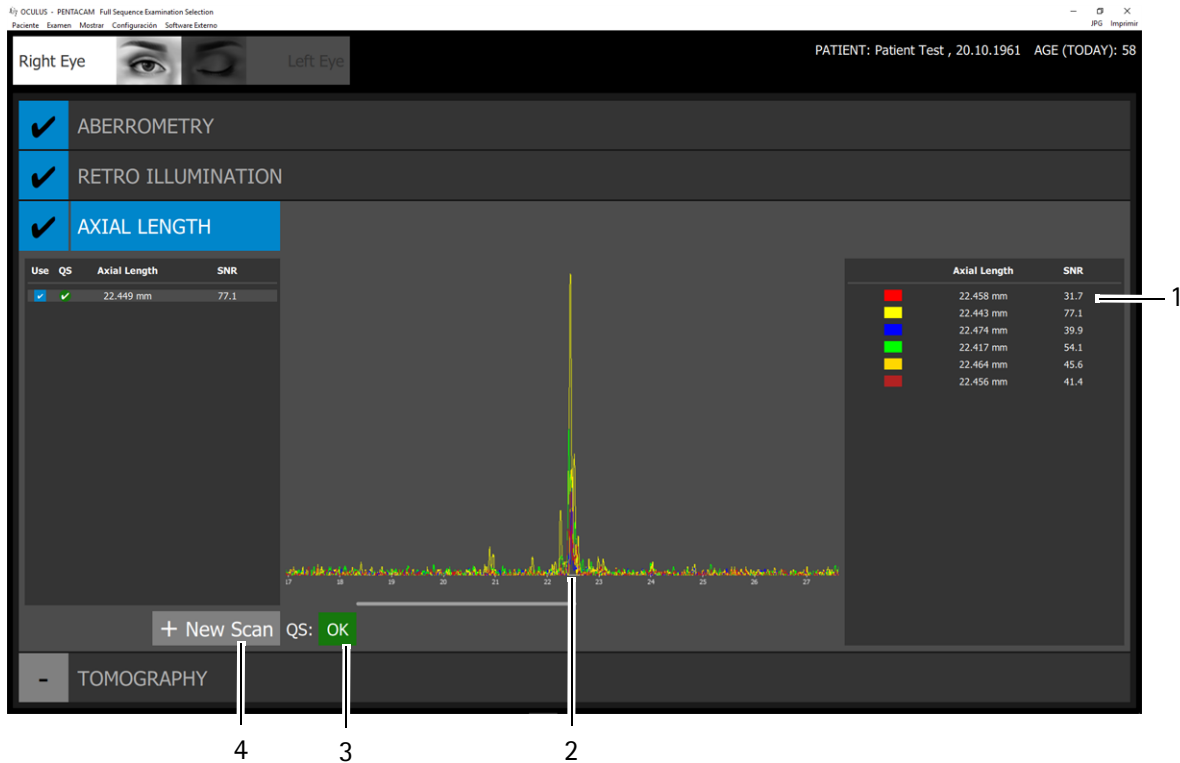 OCULUS - PENTACAM Full Sequence Examination Selection
Paciente Examen Mostrar Configuración Software Externo
JPG Imprimir
Right Eye
Left Eye
PATIENT: Patient Test , 20.10.1961 AGE (TODAY): 58
✔ ABERROMETRY
✔ RETRO ILLUMINATION
✔ AXIAL LENGTH
Use QS Axial Length SNR
22.449 mm 77.1
Axial Length SNR
22.458 mm 31.7
22.443 mm 77.1
22.474 mm 39.9
22.417 mm 54.1
22.464 mm 45.6
22.456 mm 41.4
1
17 18 19 20 21 22 23 24 25 26 27
+ New Scan QS: OK
- TOMOGRAPHY
4 3 2